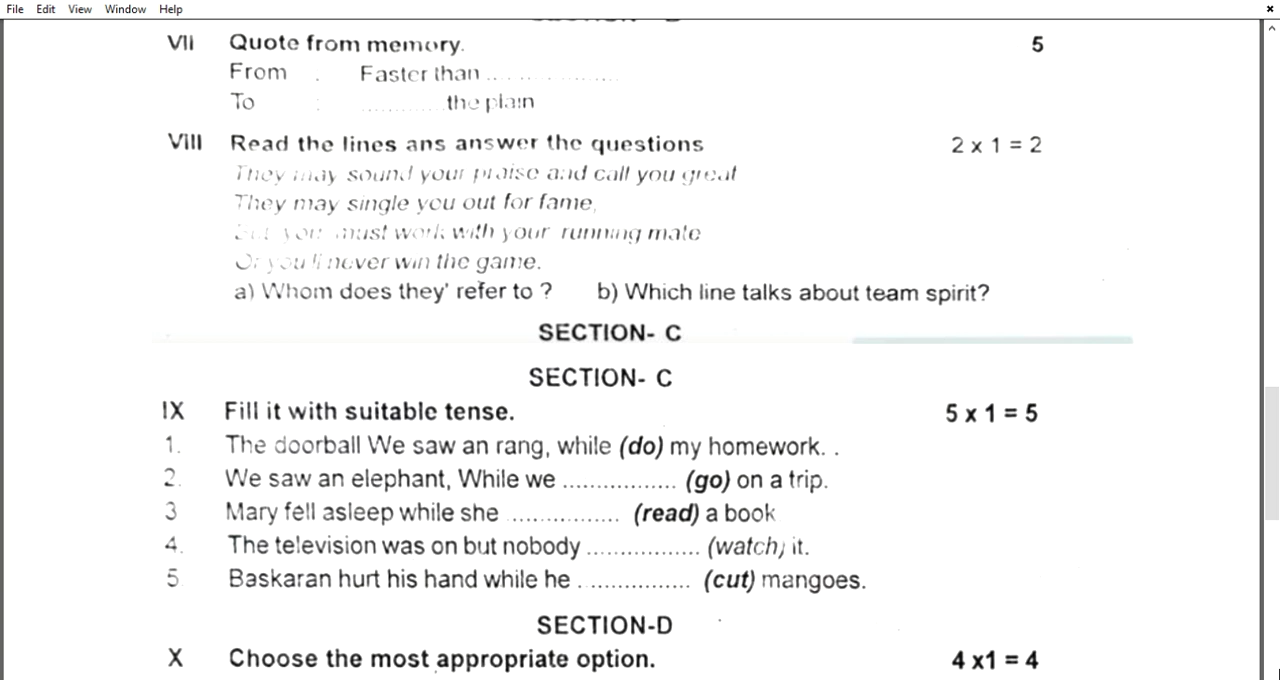 File Edit View Window Help
VII Quote from memory. 5
From . Faster than ... . ... ...............
To : ..............the plain
VIII Read the lines ans answer the questions 2 x 1 = 2
They may sound your praise and call you great
They may single you out for fame,
But you must work with your running mate
Or you'll never win the game.
a) Whom does they' refer to ? b) Which line talks about team spirit?
SECTION- C
SECTION- C
IX Fill it with suitable tense. 5 x 1 = 5
1. The doorball We saw an rang, while (do) my homework. .
2. We saw an elephant, While we ................. (go) on a trip.
3 Mary fell asleep while she ................ (read) a book
4. The television was on but nobody ................. (watch) it.
5 Baskaran hurt his hand while he . ............... (cut) mangoes.
SECTION-D
X Choose the most appropriate option. 4 x1 = 4